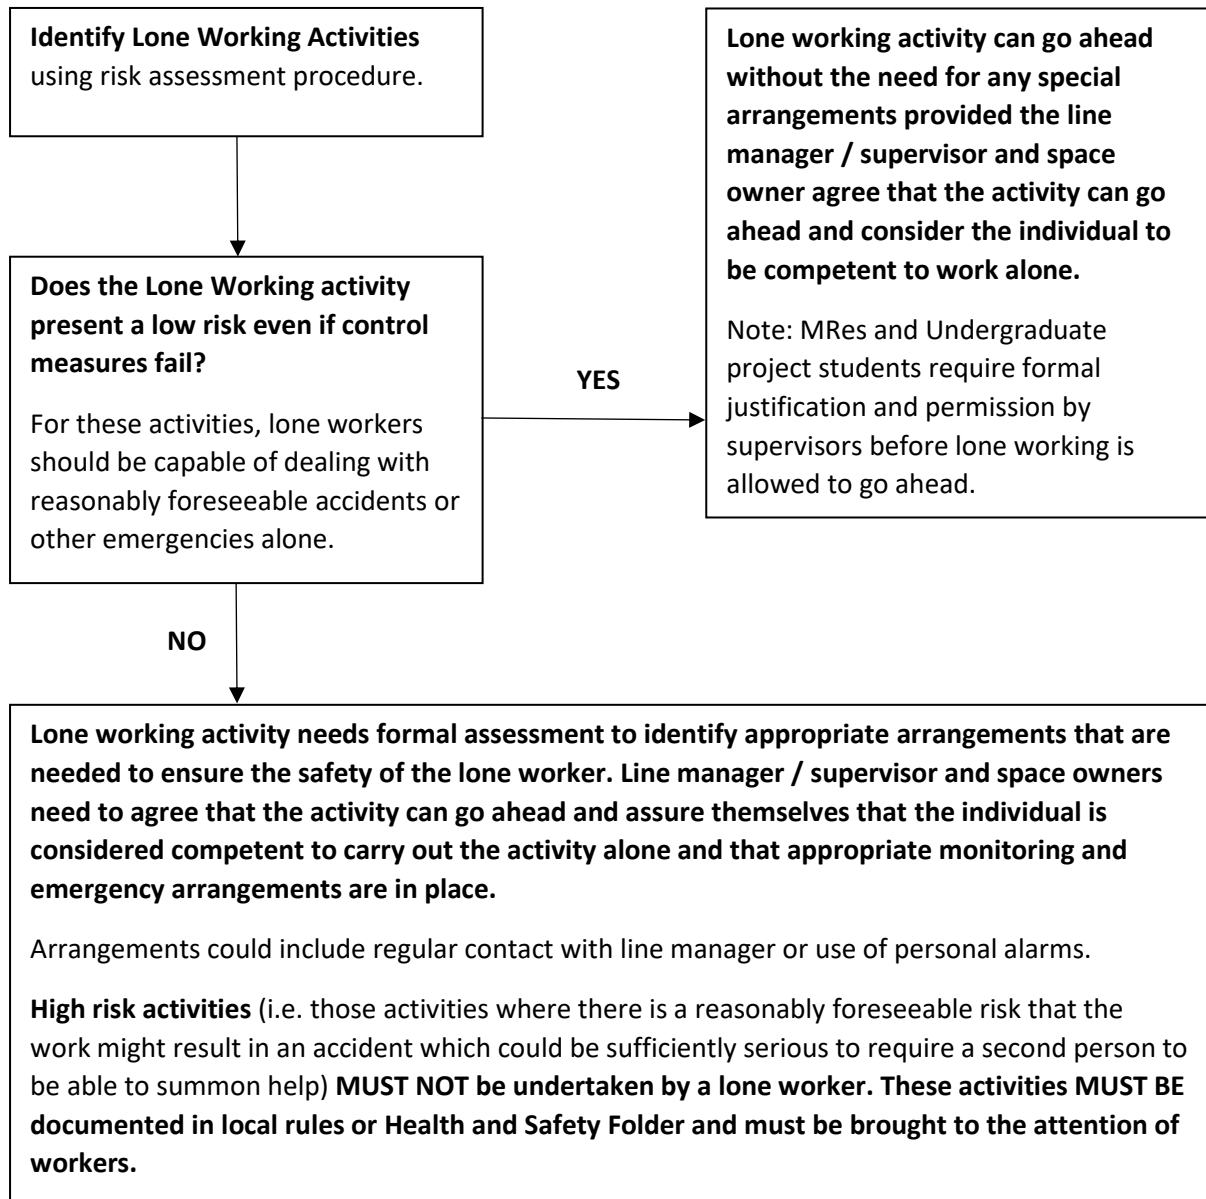 Identify Lone Working Activities
using risk assessment procedure.
Does the Lone Working activity
present a low risk even if control
measures fail?
For these activities, lone workers
should be capable of dealing with
reasonably foreseeable accidents or
other emergencies alone.
YES
Lone working activity can go ahead
without the need for any special
arrangements provided the line
manager / supervisor and space
owner agree that the activity can go
ahead and consider the individual to
be competent to work alone.
Note: MRes and Undergraduate
project students require formal
justification and permission by
supervisors before lone working is
allowed to go ahead.
NO
Lone working activity needs formal assessment to identify appropriate arrangements that are
needed to ensure the safety of the lone worker. Line manager / supervisor and space owners
need to agree that the activity can go ahead and assure themselves that the individual is
considered competent to carry out the activity alone and that appropriate monitoring and
emergency arrangements are in place.
Arrangements could include regular contact with line manager or use of personal alarms.
High risk activities (i.e. those activities where there is a reasonably foreseeable risk that the
work might result in an accident which could be sufficiently serious to require a second person to
be able to summon help) MUST NOT be undertaken by a lone worker. These activities MUST BE
documented in local rules or Health and Safety Folder and must be brought to the attention of
workers.